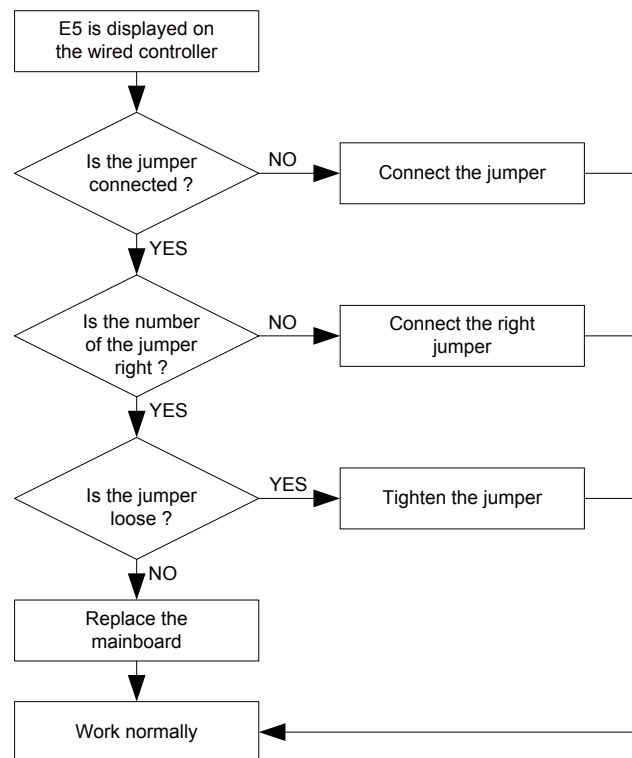 E5 is displayed on
the wired controller
Is the jumper
connected ?
NO
Connect the jumper
YES
Is the number
of the jumper
right ?
NO
Connect the right
jumper
YES
Is the jumper
loose ?
YES
Tighten the jumper
NO
Replace the
mainboard
Work normally